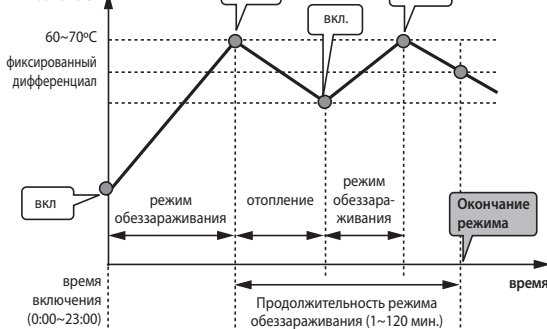 вкл.
60~70ºC
фиксированный
дифференциал
вкл
режим
обеззараживания
отопление
режим
обеззара-
живания
Окончание
режима
время
время
включения
(0:00~23:00)
Продолжительность режима
обеззараживания (1~120 мин.)